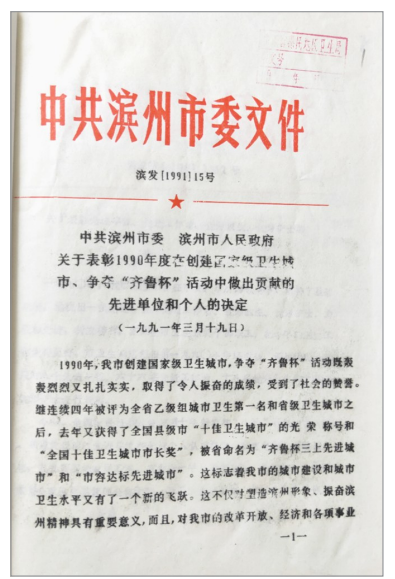 中共滨州市委文件
滨发[1991]15号
中共滨州市委 滨州市人民政府
关于表彰1990年度在创建国家级卫生城
市、争夺“齐鲁杯”活动中做出贡献的
先进单位和个人的决定
(一九九一年三月十九日)
1990年,我市创建国家级卫生城市,争夺“齐鲁杯”活动既轰
轰烈烈又扎扎实实,取得了令人振奋的成绩,受到了社会的赞誉。
继连续四年被评为全省乙级组城市卫生第一名和省级卫生城市之
后,去年又获得了全国县级市“十佳卫生城市”的光荣称号和
“全国十佳卫生城市市长奖”,被省命名为“齐鲁杯三上先进城
市”和“市容达标先进城市”。这标志着我市的城市建设和城市
卫生水平又有了一个新的飞跃。这不仅对塑造滨州形象、振奋滨
州精神具有重要意义,而且,对我市的改革开放、经济和各项事业
—1—